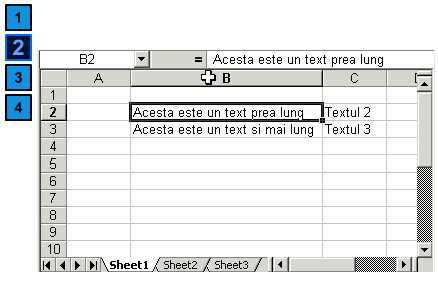 1
2
3
4
B2 = Acesta este un text prea lung
A B C
1
2 Acesta este un text prea lung Textul 2
3 Acesta este un text si mai lung Textul 3
4
5
6
7
8
9
10
Sheet1 Sheet2 Sheet3